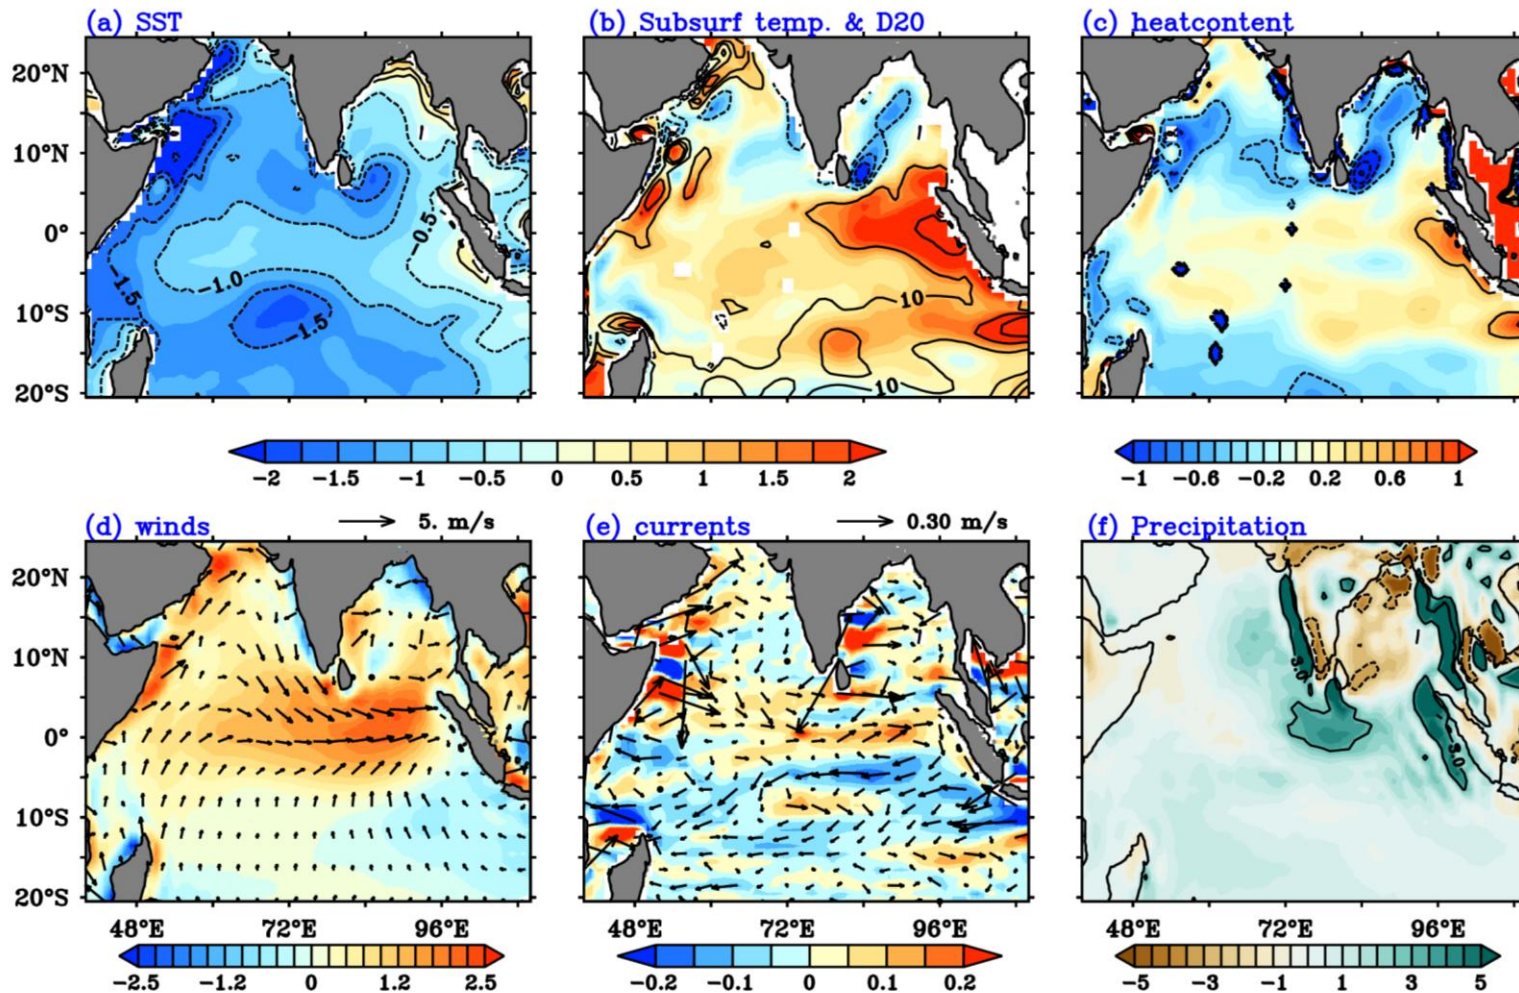 (a) SST
(b) Subsurf temp. & D20
(c) heatcontent
20°N
10°N
0°
10°S
20°S
-0.5
-1.0
-1.5
-1.5
10
10
-2 -1.5 -1 -0.5 0 0.5 1 1.5 2
-1 -0.6 -0.2 0.2 0.6 1
(d) winds
5. m/s
(e) currents
0.30 m/s
(f) Precipitation
20°N
10°N
0°
10°S
20°S
3.0
3.0
48°E 72°E 96°E
48°E 72°E 96°E
48°E 72°E 96°E
-2.5 -1.2 0 1.2 2.5
-0.2 -0.1 0 0.1 0.2
-5 -3 -1 1 3 5